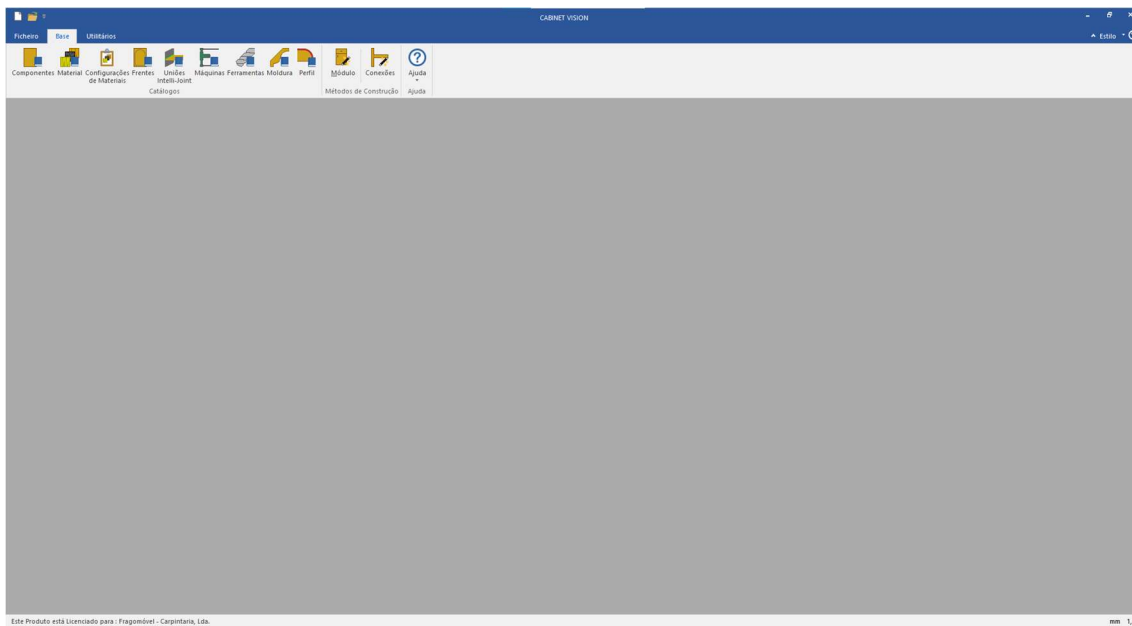 CABINET VISION
Ficheiro Base Utilitários Estilo
Componentes Material Configurações de Materiais Frentes Uniões Intelli-Joint Máquinas Ferramentas Moldura Perfil Módulo Conexões Ajuda
Catálogos Métodos de Construção Ajuda
Este Produto está Licenciado para : Fragomóvel - Carpintaria, Lda. mm 1,